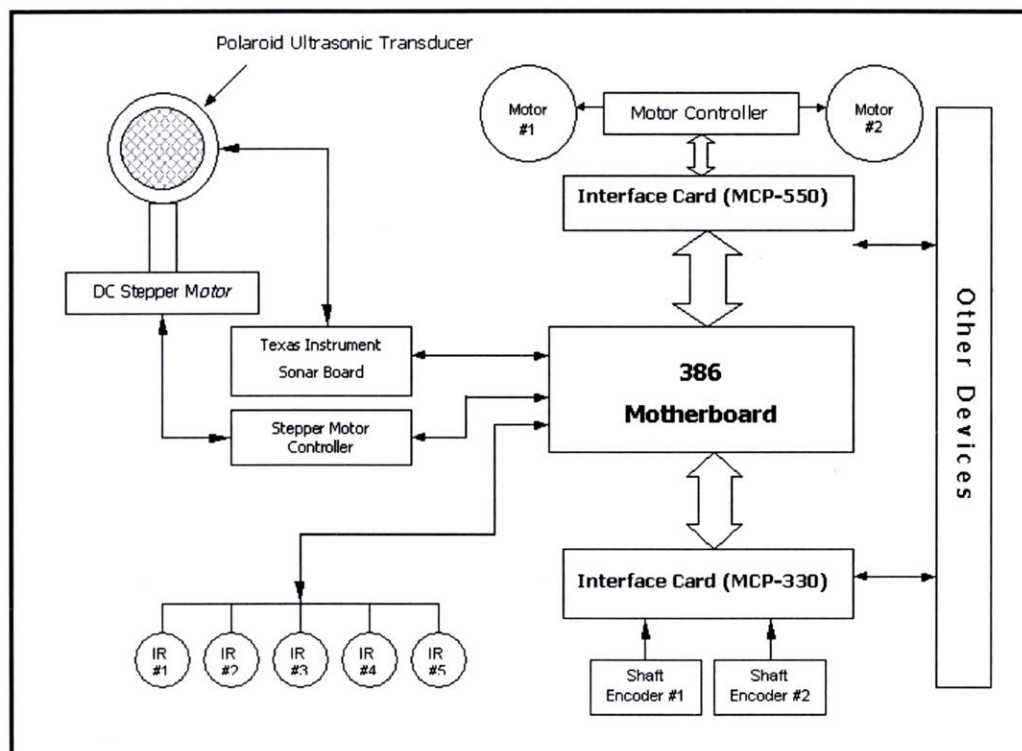 Polaroid Ultrasonic Transducer
Motor
#1
Motor Controller
Motor
#2
Interface Card (MCP-550)
DC Stepper Motor
Texas Instrument
Sonar Board
386
Motherboard
Stepper Motor
Controller
Other Devices
Interface Card (MCP-330)
IR
#1
IR
#2
IR
#3
IR
#4
IR
#5
Shaft
Encoder #1
Shaft
Encoder #2